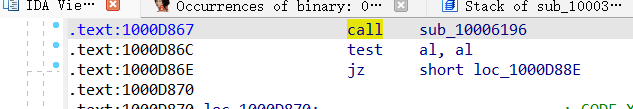 IDA Vie…
Occurrences of binary: 0…
Stack of sub_10003…
.text:1000D867 call sub_10006196
.text:1000D86C test al, al
.text:1000D86E jz short loc_1000D88E
.text:1000D870